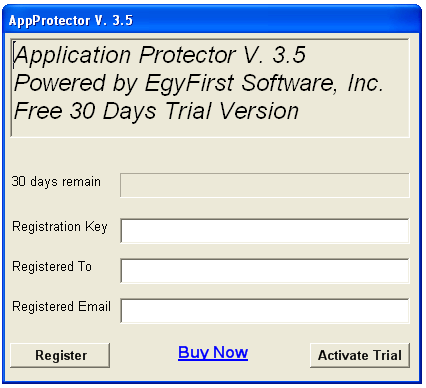 AppProtector V. 3.5
Application Protector V. 3.5
Powered by EgyFirst Software, Inc.
Free 30 Days Trial Version
30 days remain
Registration Key
Registered To
Registered Email
Register
Buy Now
Activate Trial